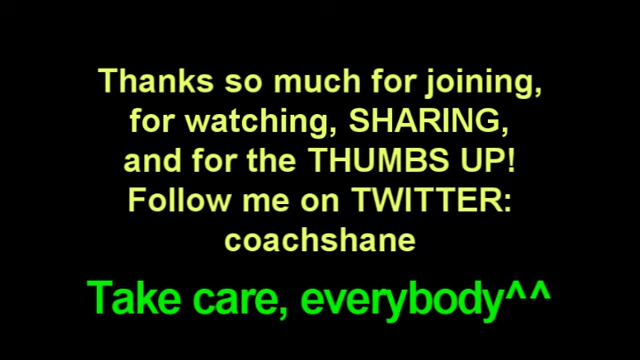 Thanks so much for joining,
for watching, SHARING,
and for the THUMBS UP!
Follow me on TWITTER:
coachshane
Take care, everybody^^